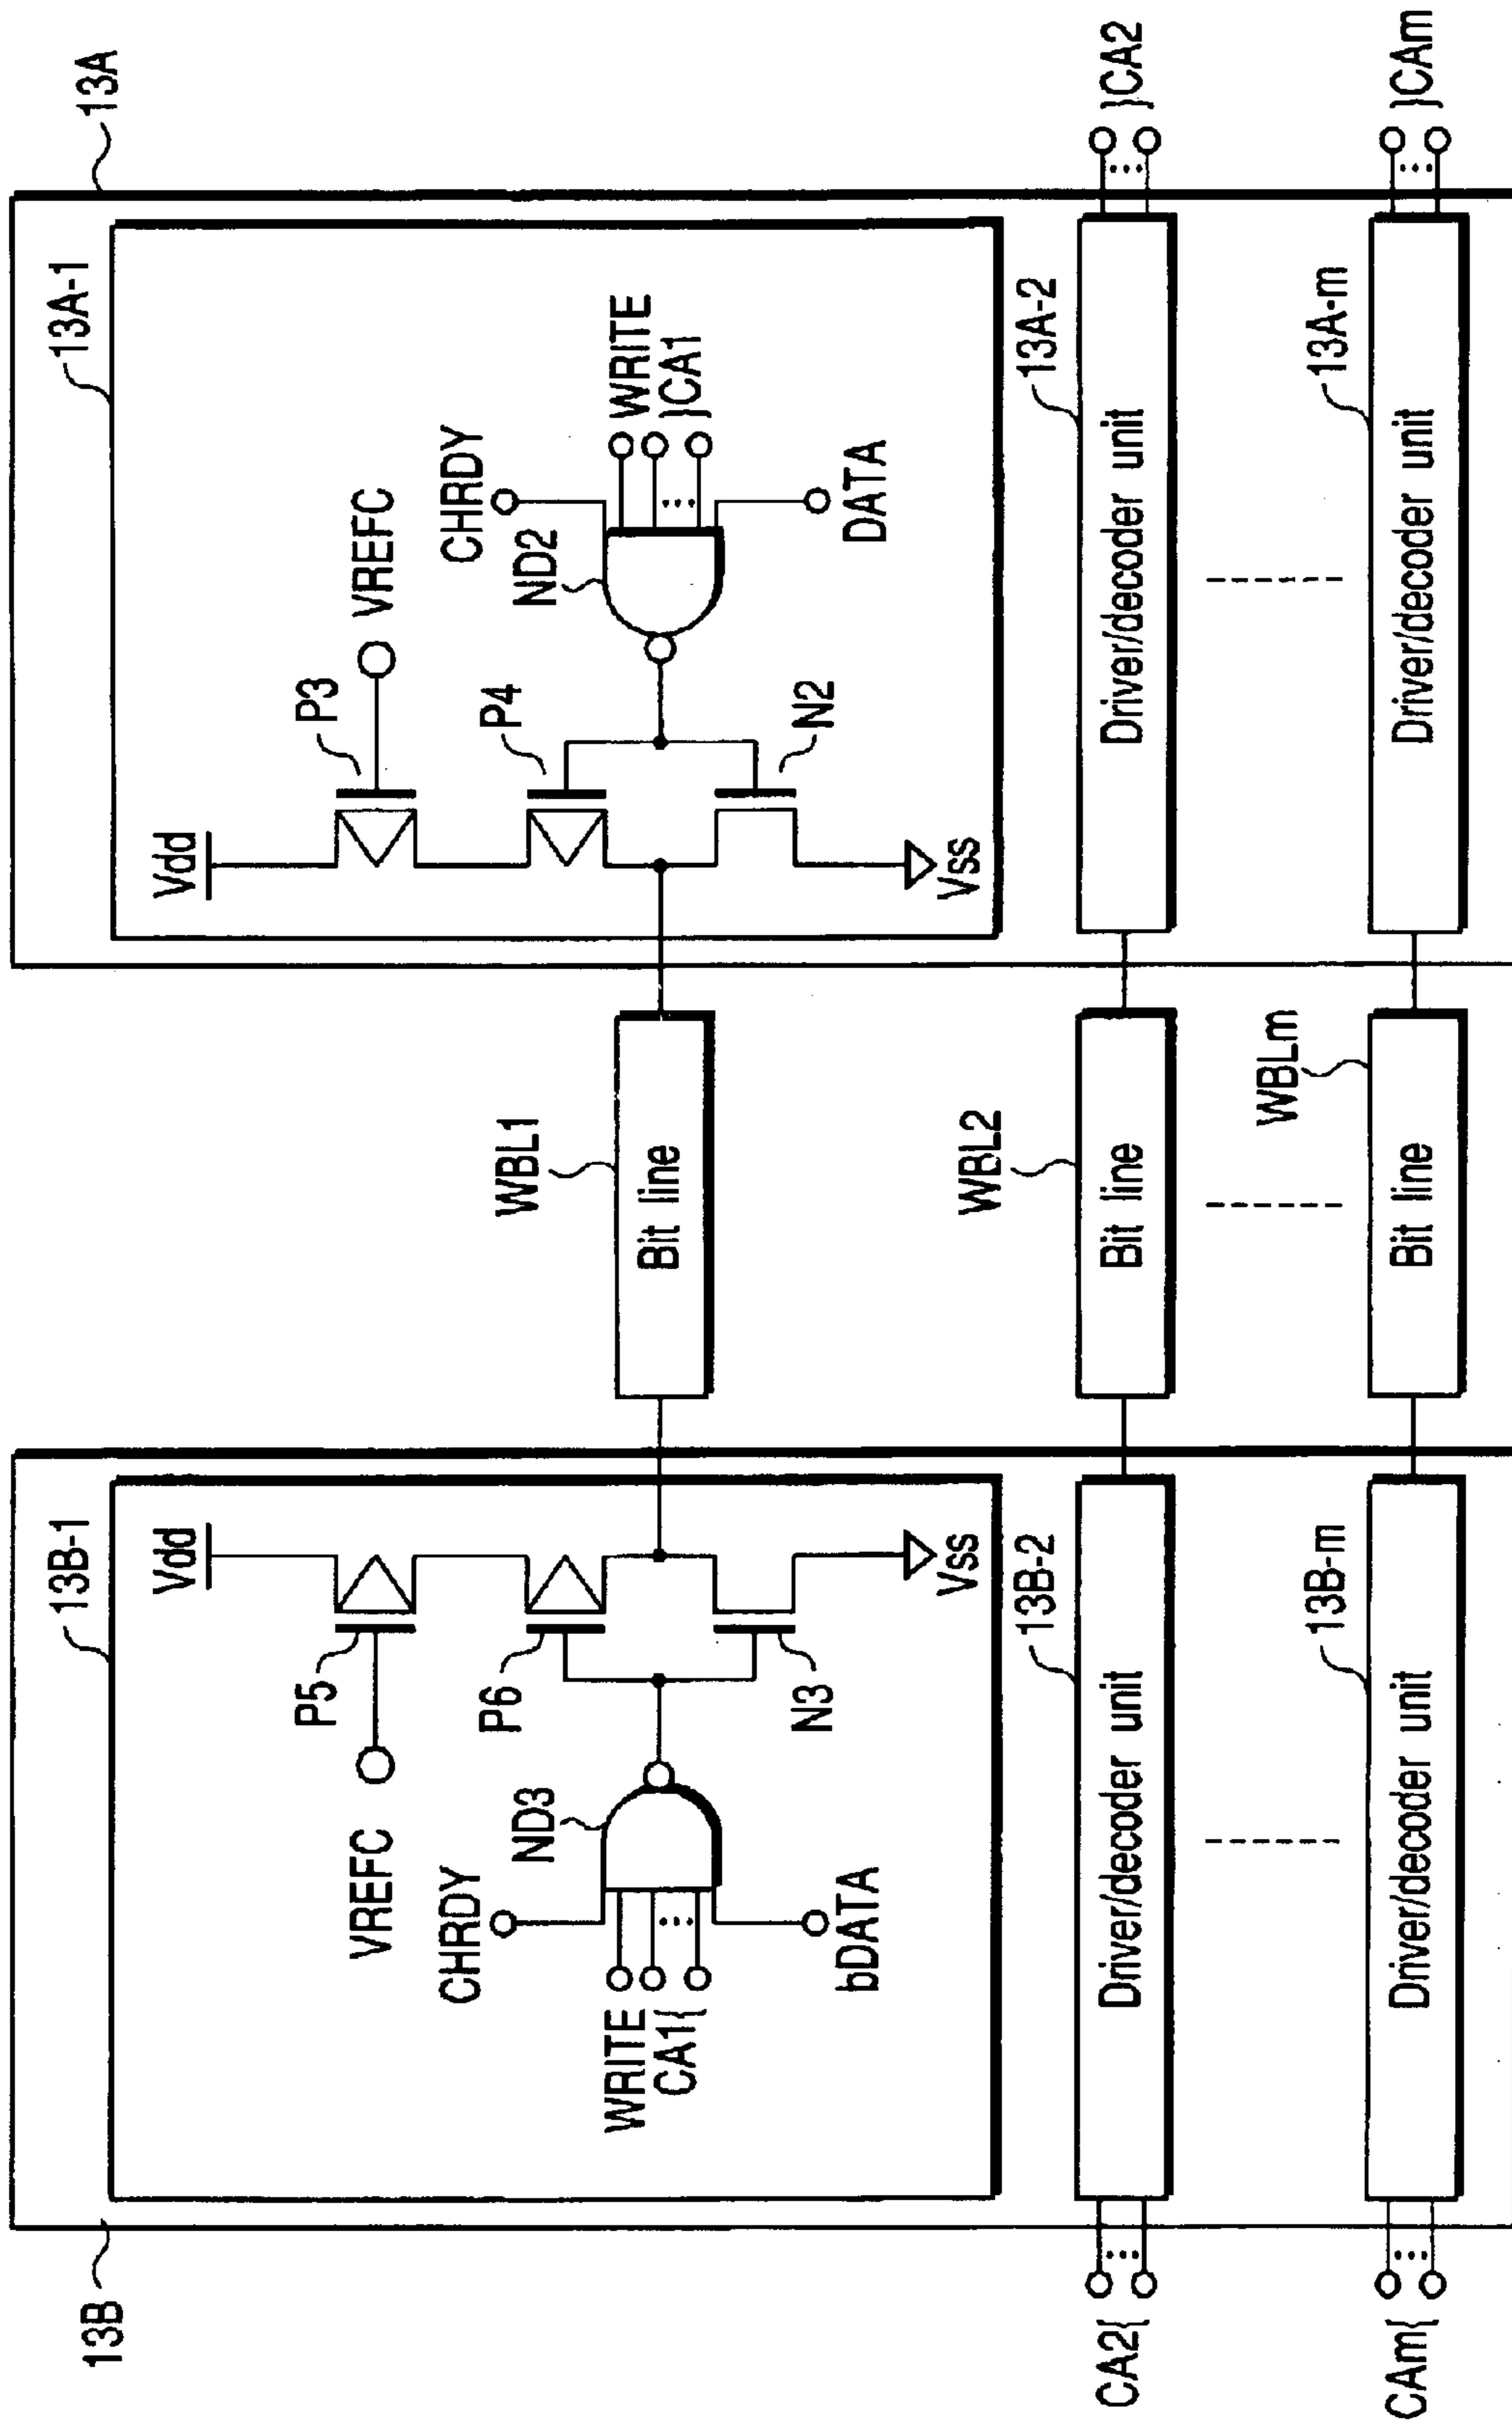 13B
13A
13B-1
13A-1
Vdd
Vdd
P5
P3
VREFC
VREFC
CHRDY
CHRDY
P6
P4
ND3
ND2
WBL1
WRITE
WRITE
CA1{
}CA1
Bit line
N3
N2
bDATA
DATA
Vss
Vss
13B-2
WBL2
13A-2
CA2{
Driver/decoder unit
Bit line
Driver/decoder unit
}CA2
13B-m
WBLm
13A-m
CAm{
Driver/decoder unit
Bit line
Driver/decoder unit
}CAm